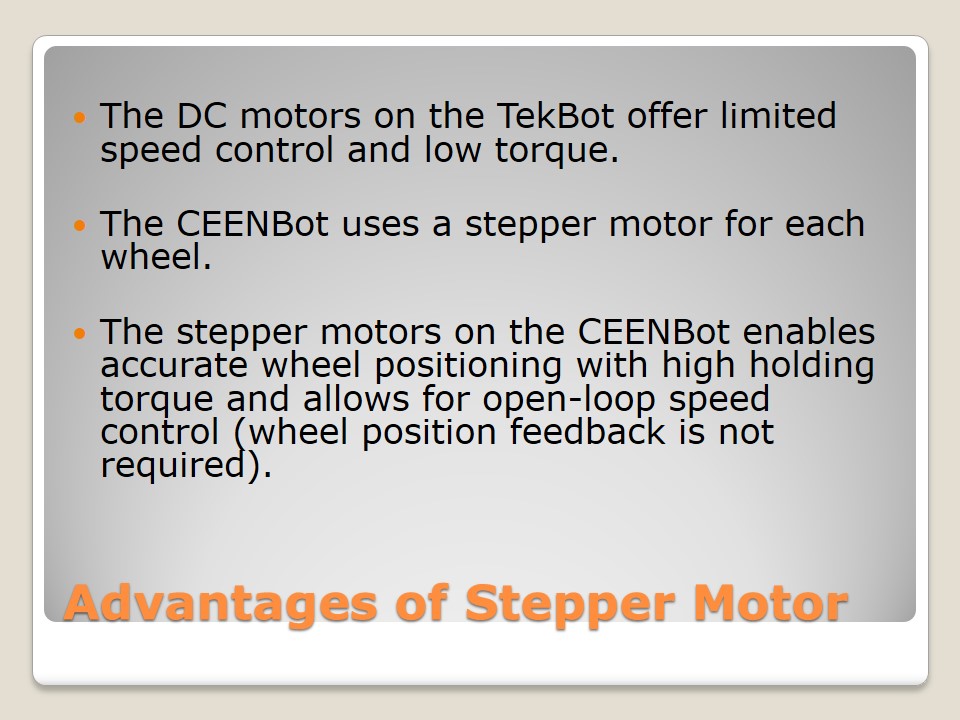 The DC motors on the TekBot offer limited
speed control and low torque.
The CEENBot uses a stepper motor for each
wheel.
The stepper motors on the CEENBot enables
accurate wheel positioning with high holding
torque and allows for open-loop speed
control (wheel position feedback is not
required).
Advantages of Stepper Motor